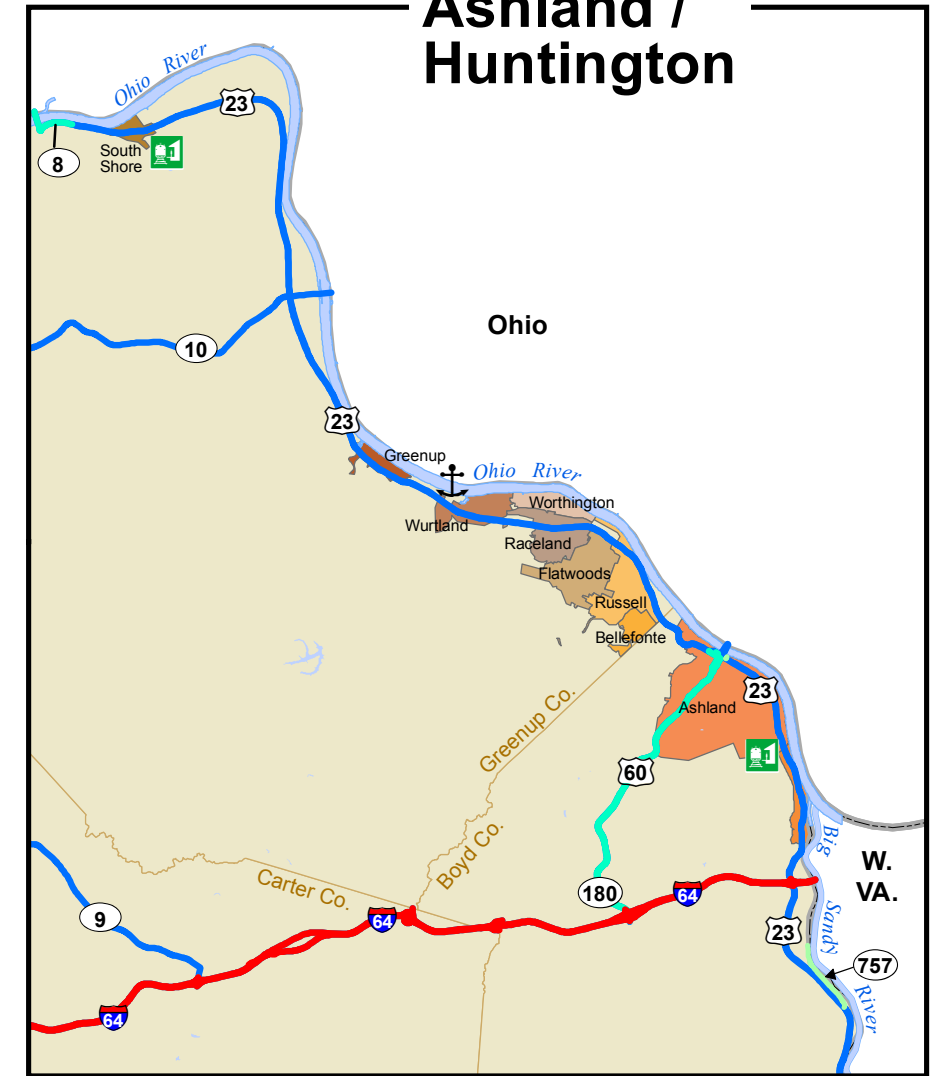 Ashland /
Huntington
Ohio River
23
8
South
Shore
Ohio
10
23
Greenup
Ohio River
Worthington
Wurtland
Raceland
Flatwoods
Russell
Bellefonte
23
Ashland
Greenup Co.
60
Boyd Co.
Big Sandy River
W.
VA.
Carter Co.
180
64
64
9
23
757
64